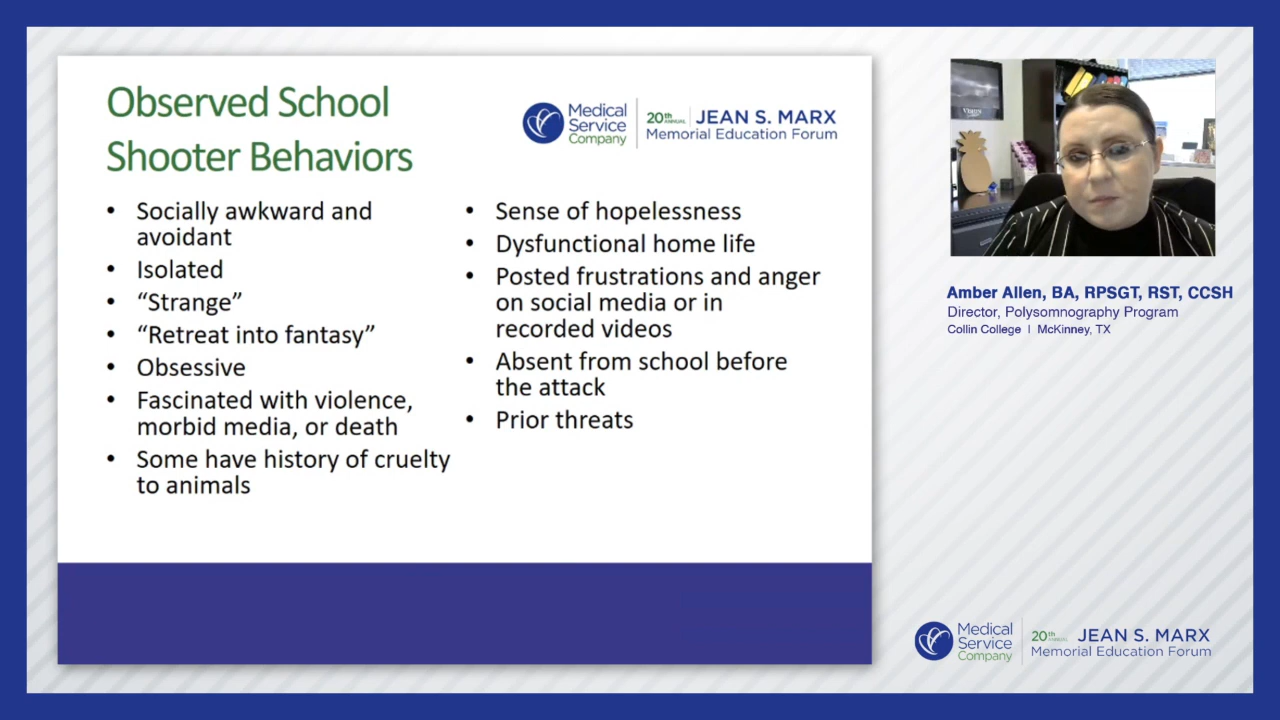 Observed School
Shooter Behaviors
Medical
Service
Company
20th ANNUAL JEAN S. MARX
Memorial Education Forum
• Socially awkward and
avoidant
• Isolated
• “Strange”
• “Retreat into fantasy”
• Obsessive
• Fascinated with violence,
morbid media, or death
• Some have history of cruelty
to animals
• Sense of hopelessness
• Dysfunctional home life
• Posted frustrations and anger
on social media or in
recorded videos
• Absent from school before
the attack
• Prior threats
Amber Allen, BA, RPSGT, RST, CCSH
Director, Polysomnography Program
Collin College | McKinney, TX
Medical
Service
Company
20th ANNUAL JEAN S. MARX
Memorial Education Forum